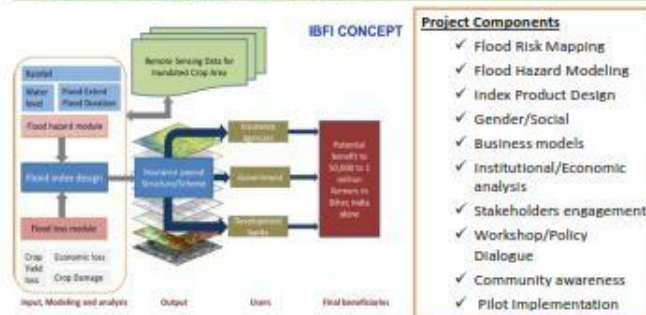 IBFI CONCEPT
Remote Sensing Data for
Inundated Crop Area
Rainfall
Water
level
Flood Extent
Flood Duration
Flood hazard module
Flood index design
Flood loss module
Crop
Yield
loss
Economic loss
Crop Damage
Insurance payout
Structure/Scheme
Insurance
agencies
Government
Development
banks
Potential
benefit to
50,000 to 1
million
farmers in
Bihar, India
alone
Input, Modeling and analysis
Output
Users
Final beneficiaries
Project Components
✓ Flood Risk Mapping
✓ Flood Hazard Modeling
✓ Index Product Design
✓ Gender/Social
✓ Business models
✓ Institutional/Economic
analysis
✓ Stakeholders engagement
✓ Workshop/Policy
Dialogue
✓ Community awareness
✓ Pilot Implementation